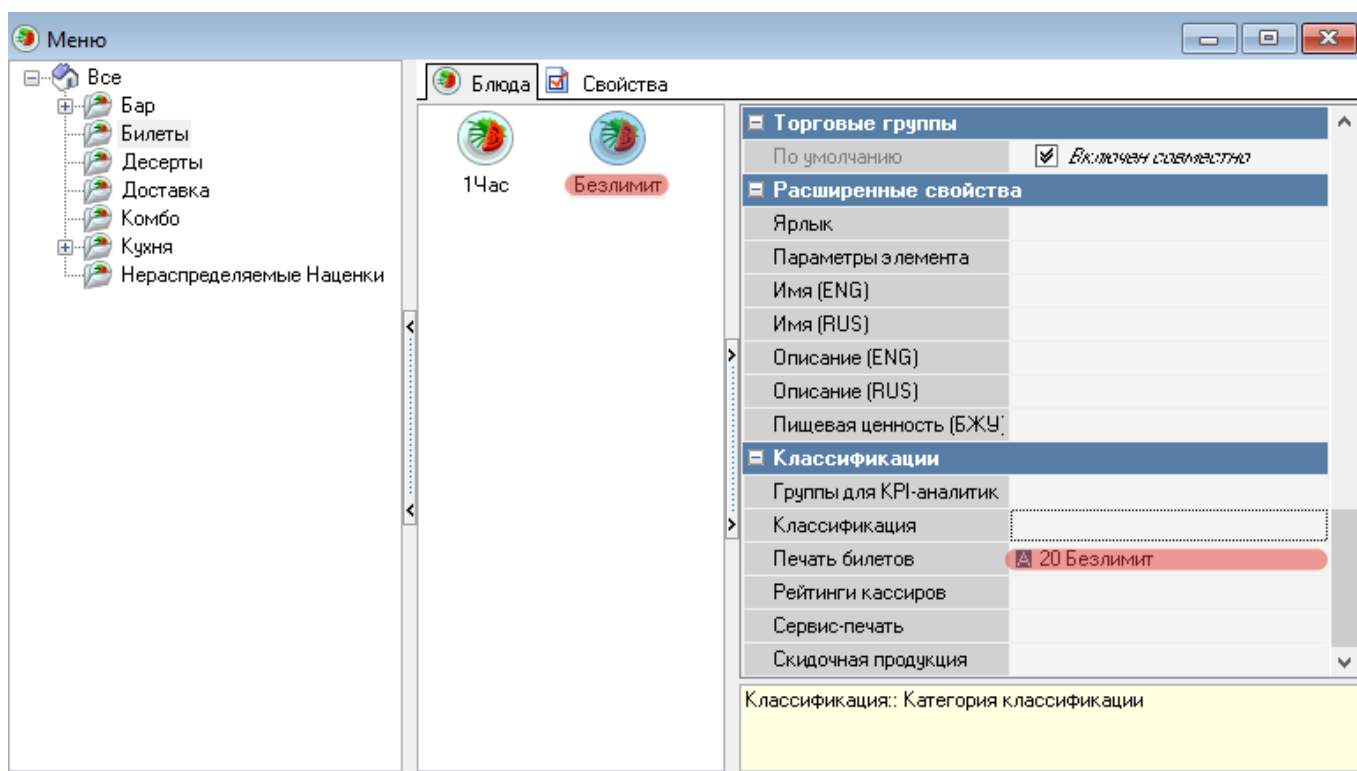 Меню
Все
Бар
Билеты
Десерты
Доставка
Комбо
Кухня
Нераспределяемые Наценки
Блюда
Свойства
1Час
Безлимит
Торговые группы
По умолчанию Включен совместно
Расширенные свойства
Ярлык
Параметры элемента
Имя (ENG)
Имя (RUS)
Описание (ENG)
Описание (RUS)
Пищевая ценность (БЖУ)
Классификации
Группы для KPI-аналитик
Классификация
Печать билетов A 20 Безлимит
Рейтинги кассиров
Сервис-печать
Скидочная продукция
Классификация:: Категория классификации